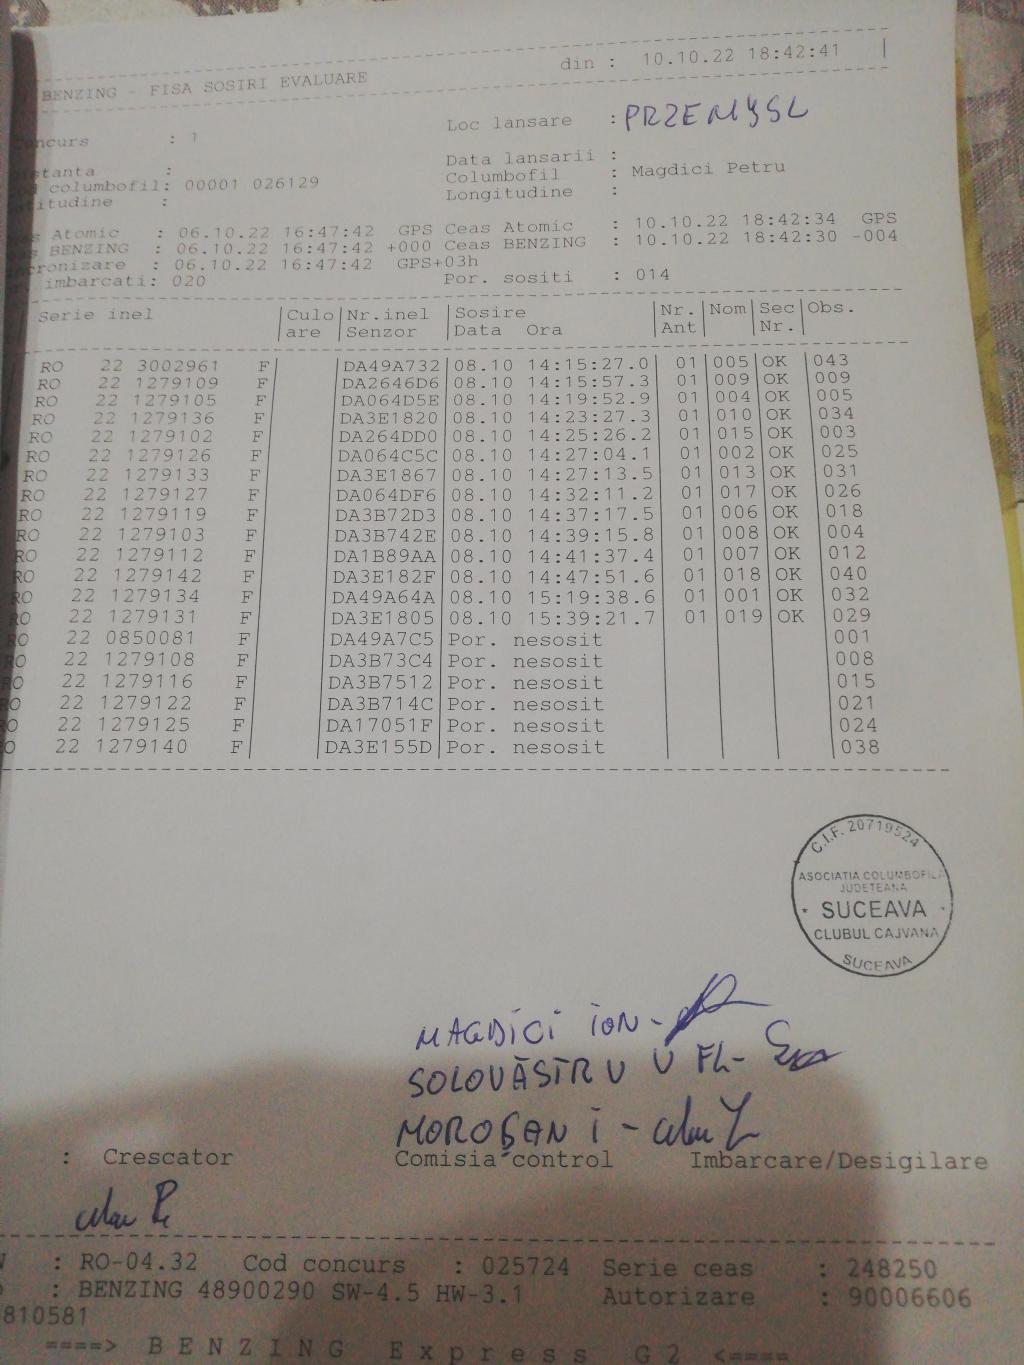 BENZING - FISA SOSIRI EVALUARE din : 10.10.22 18:42:41
: 1 Loc lansare : PRZEMYSL
: Data lansarii :
columbofil: 00001 026129 Columbofil : Magdici Petru
: Longitudine :
Atomic : 06.10.22 16:47:42 GPS Ceas Atomic : 10.10.22 18:42:34 GPS
BENZING : 06.10.22 16:47:42 +000 Ceas BENZING : 10.10.22 18:42:30 -004
: 06.10.22 16:47:42 GPS+03h
imbarcati: 020 Por. sositi : 014
Serie inel Culo Nr.inel Sosire Nr. Nom Sec Obs.
are Senzor Data Ora Ant Nr.
RO 22 3002961 F DA49A732 08.10 14:15:27.0 01 005 OK 043
RO 22 1279109 F DA2646D6 08.10 14:15:57.3 01 009 OK 009
RO 22 1279105 F DA064D5E 08.10 14:19:52.9 01 004 OK 005
RO 22 1279136 F DA3E1820 08.10 14:23:27.3 01 010 OK 034
RO 22 1279102 F DA264DD0 08.10 14:25:26.2 01 015 OK 003
RO 22 1279126 F DA064C5C 08.10 14:27:04.1 01 002 OK 025
RO 22 1279133 F DA3E1867 08.10 14:27:13.5 01 013 OK 031
RO 22 1279127 F DA064DF6 08.10 14:32:11.2 01 017 OK 026
RO 22 1279119 F DA3B72D3 08.10 14:37:17.5 01 006 OK 018
RO 22 1279103 F DA3B742E 08.10 14:39:15.8 01 008 OK 004
RO 22 1279112 F DA1B89AA 08.10 14:41:37.4 01 007 OK 012
RO 22 1279142 F DA3E182F 08.10 14:47:51.6 01 018 OK 040
RO 22 1279134 F DA49A64A 08.10 15:19:38.6 01 001 OK 032
RO 22 1279131 F DA3E1805 08.10 15:39:21.7 01 019 OK 029
RO 22 0850081 F DA49A7C5 Por. nesosit 001
RO 22 1279108 F DA3B73C4 Por. nesosit 008
RO 22 1279116 F DA3B7512 Por. nesosit 015
RO 22 1279122 F DA3B714C Por. nesosit 021
RO 22 1279125 F DA17051F Por. nesosit 024
RO 22 1279140 F DA3E155D Por. nesosit 038
C.I.F. 20719524
ASOCIATIA COLUMBOFILA
JUDETEANA
SUCEAVA
CLUBUL CAJVANA
SUCEAVA
MAGDICI ION -
SOLOVĂSTRU V FL -
MOROȘAN I -
: Crescator Comisia control Imbarcare/Desigilare
: RO-04.32 Cod concurs : 025724 Serie ceas : 248250
: BENZING 48900290 SW-4.5 HW-3.1 Autorizare : 90006606
810581
====> BENZING Express G2 <====